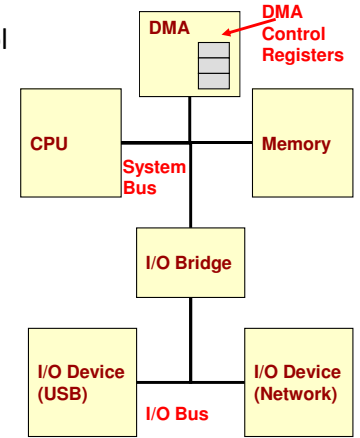 l
DMA
DMA
Control
Registers
CPU
Memory
System
Bus
I/O Bridge
I/O Device
(USB)
I/O Device
(Network)
I/O Bus